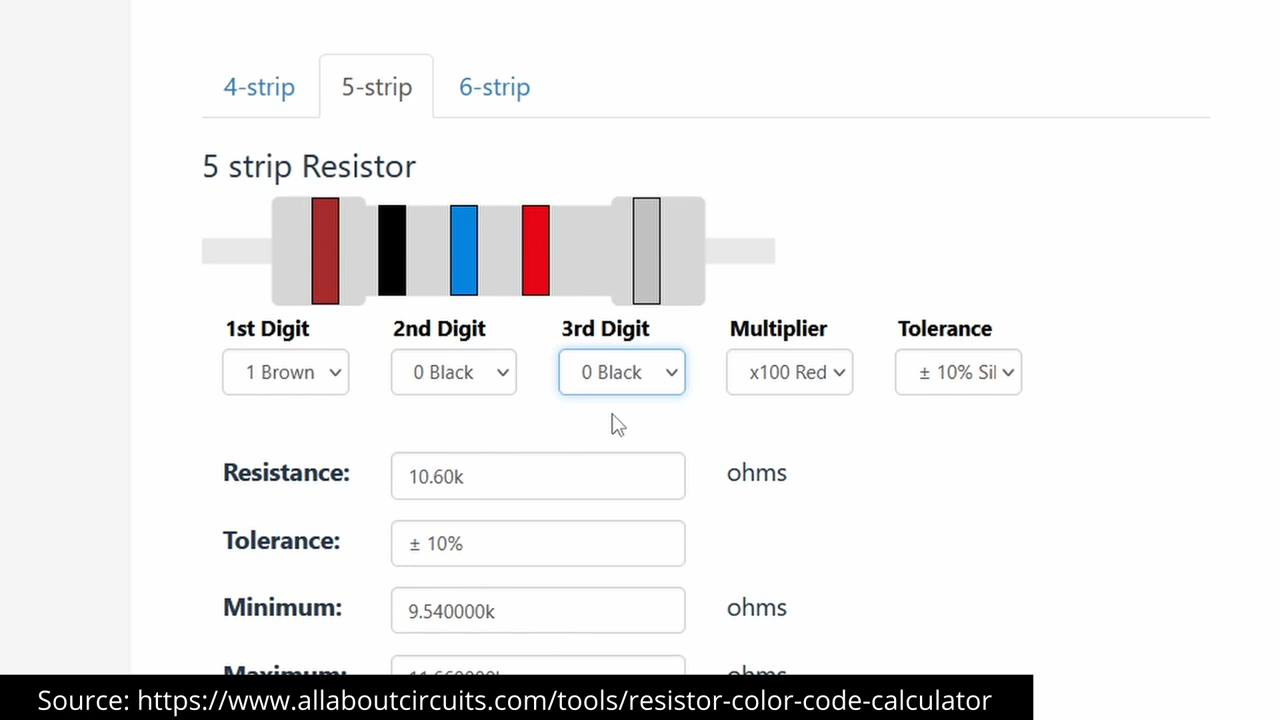 4-strip 5-strip 6-strip
5 strip Resistor
1st Digit 2nd Digit 3rd Digit Multiplier Tolerance
1 Brown 0 Black 0 Black x100 Red ± 10% Sil
Resistance: 10.60k ohms
Tolerance: ± 10%
Minimum: 9.540000k ohms
Maximum: ohms
Source: https://www.allaboutcircuits.com/tools/resistor-color-code-calculator